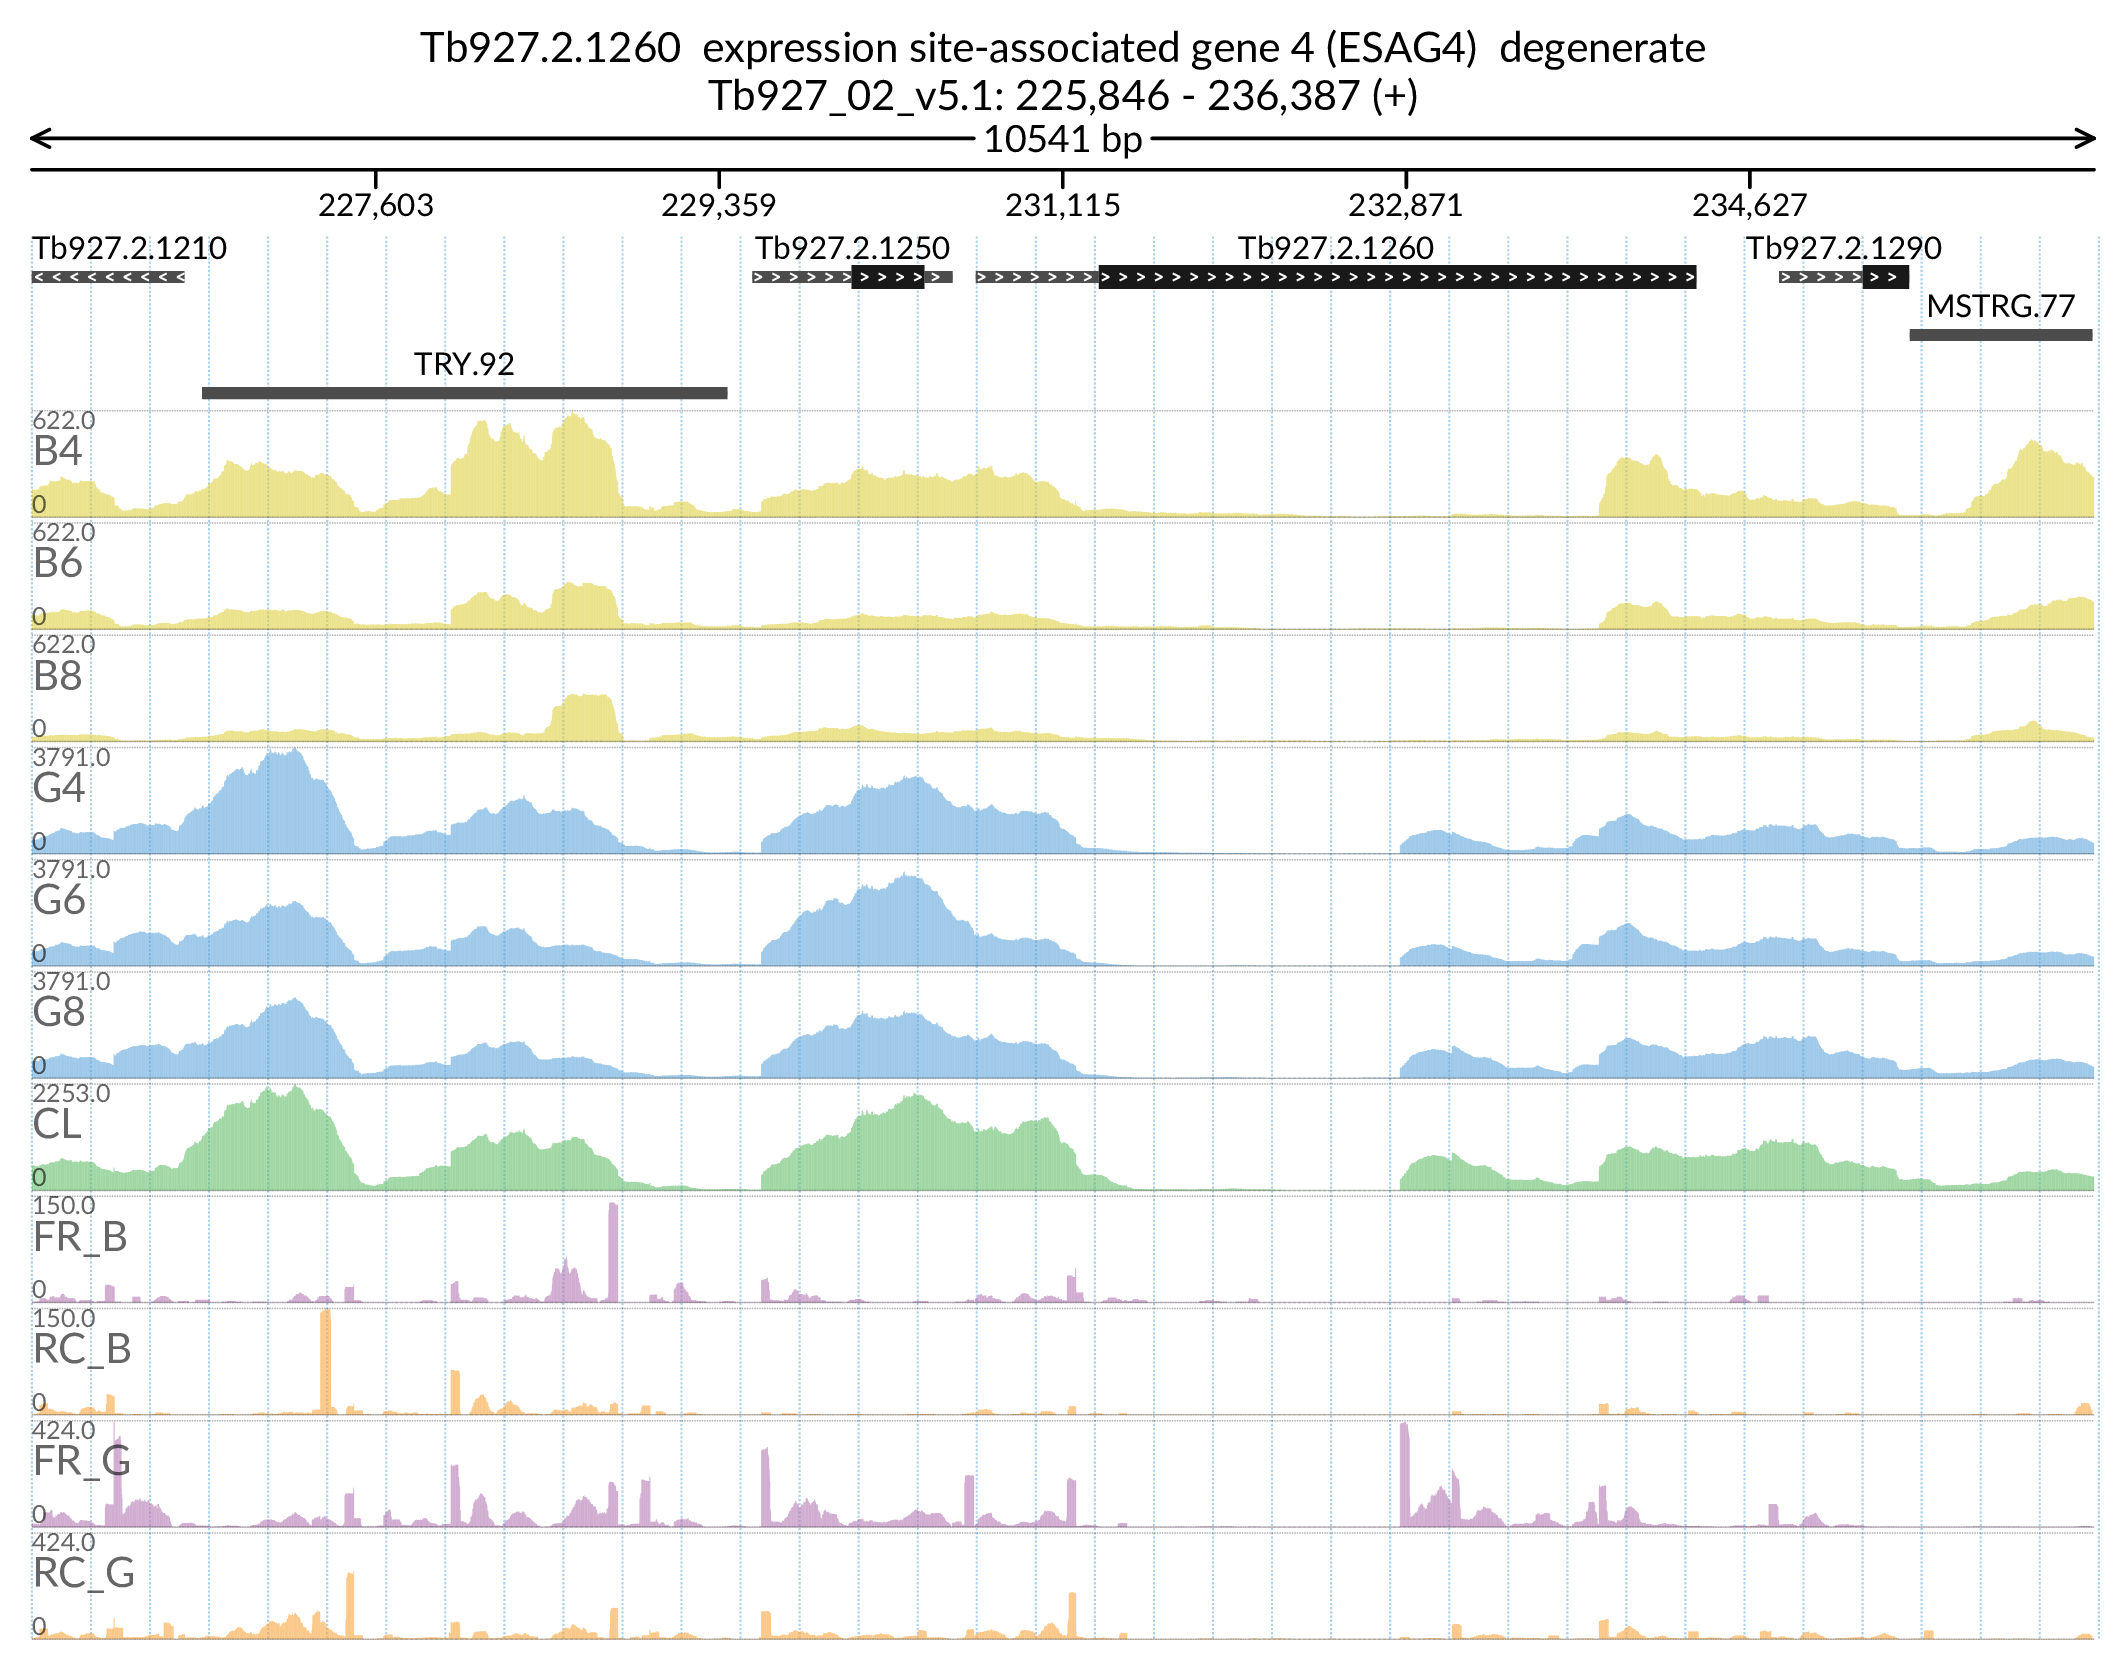 Tb927.2.1260  expression site-associated gene 4 (ESAG4)  degenerate
Tb927_02_v5.1: 225,846 - 236,387 (+)
10541 bp
227,603 229,359 231,115 232,871 234,627
Tb927.2.1210 Tb927.2.1250 Tb927.2.1260 Tb927.2.1290
MSTRG.77
TRY.92
622.0
B4
0
622.0
B6
0
622.0
B8
0
3791.0
G4
0
3791.0
G6
0
3791.0
G8
0
2253.0
CL
0
150.0
FR_B
0
150.0
RC_B
0
424.0
FR_G
0
424.0
RC_G
0